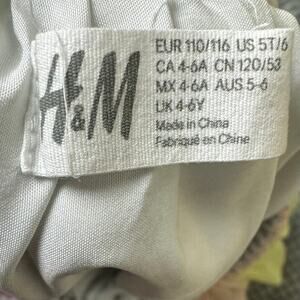 H&M
EUR 110/116 US 5T/6
CA 4-6A CN 120/53
MX 4-6A AUS 5-6
UK 4-6Y
Made in China
Fabriqué en Chine